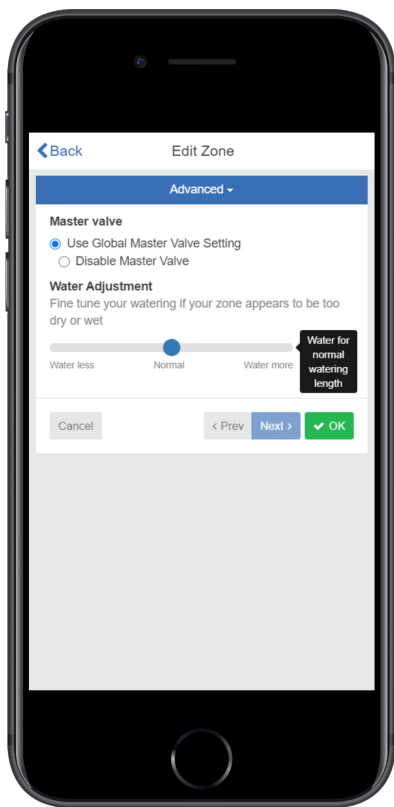 Back Edit Zone
Advanced
Master valve
Use Global Master Valve Setting
Disable Master Valve
Water Adjustment
Fine tune your watering if your zone appears to be too
dry or wet
Water less Normal Water more
Water for
normal
watering
length
Cancel < Prev Next > OK